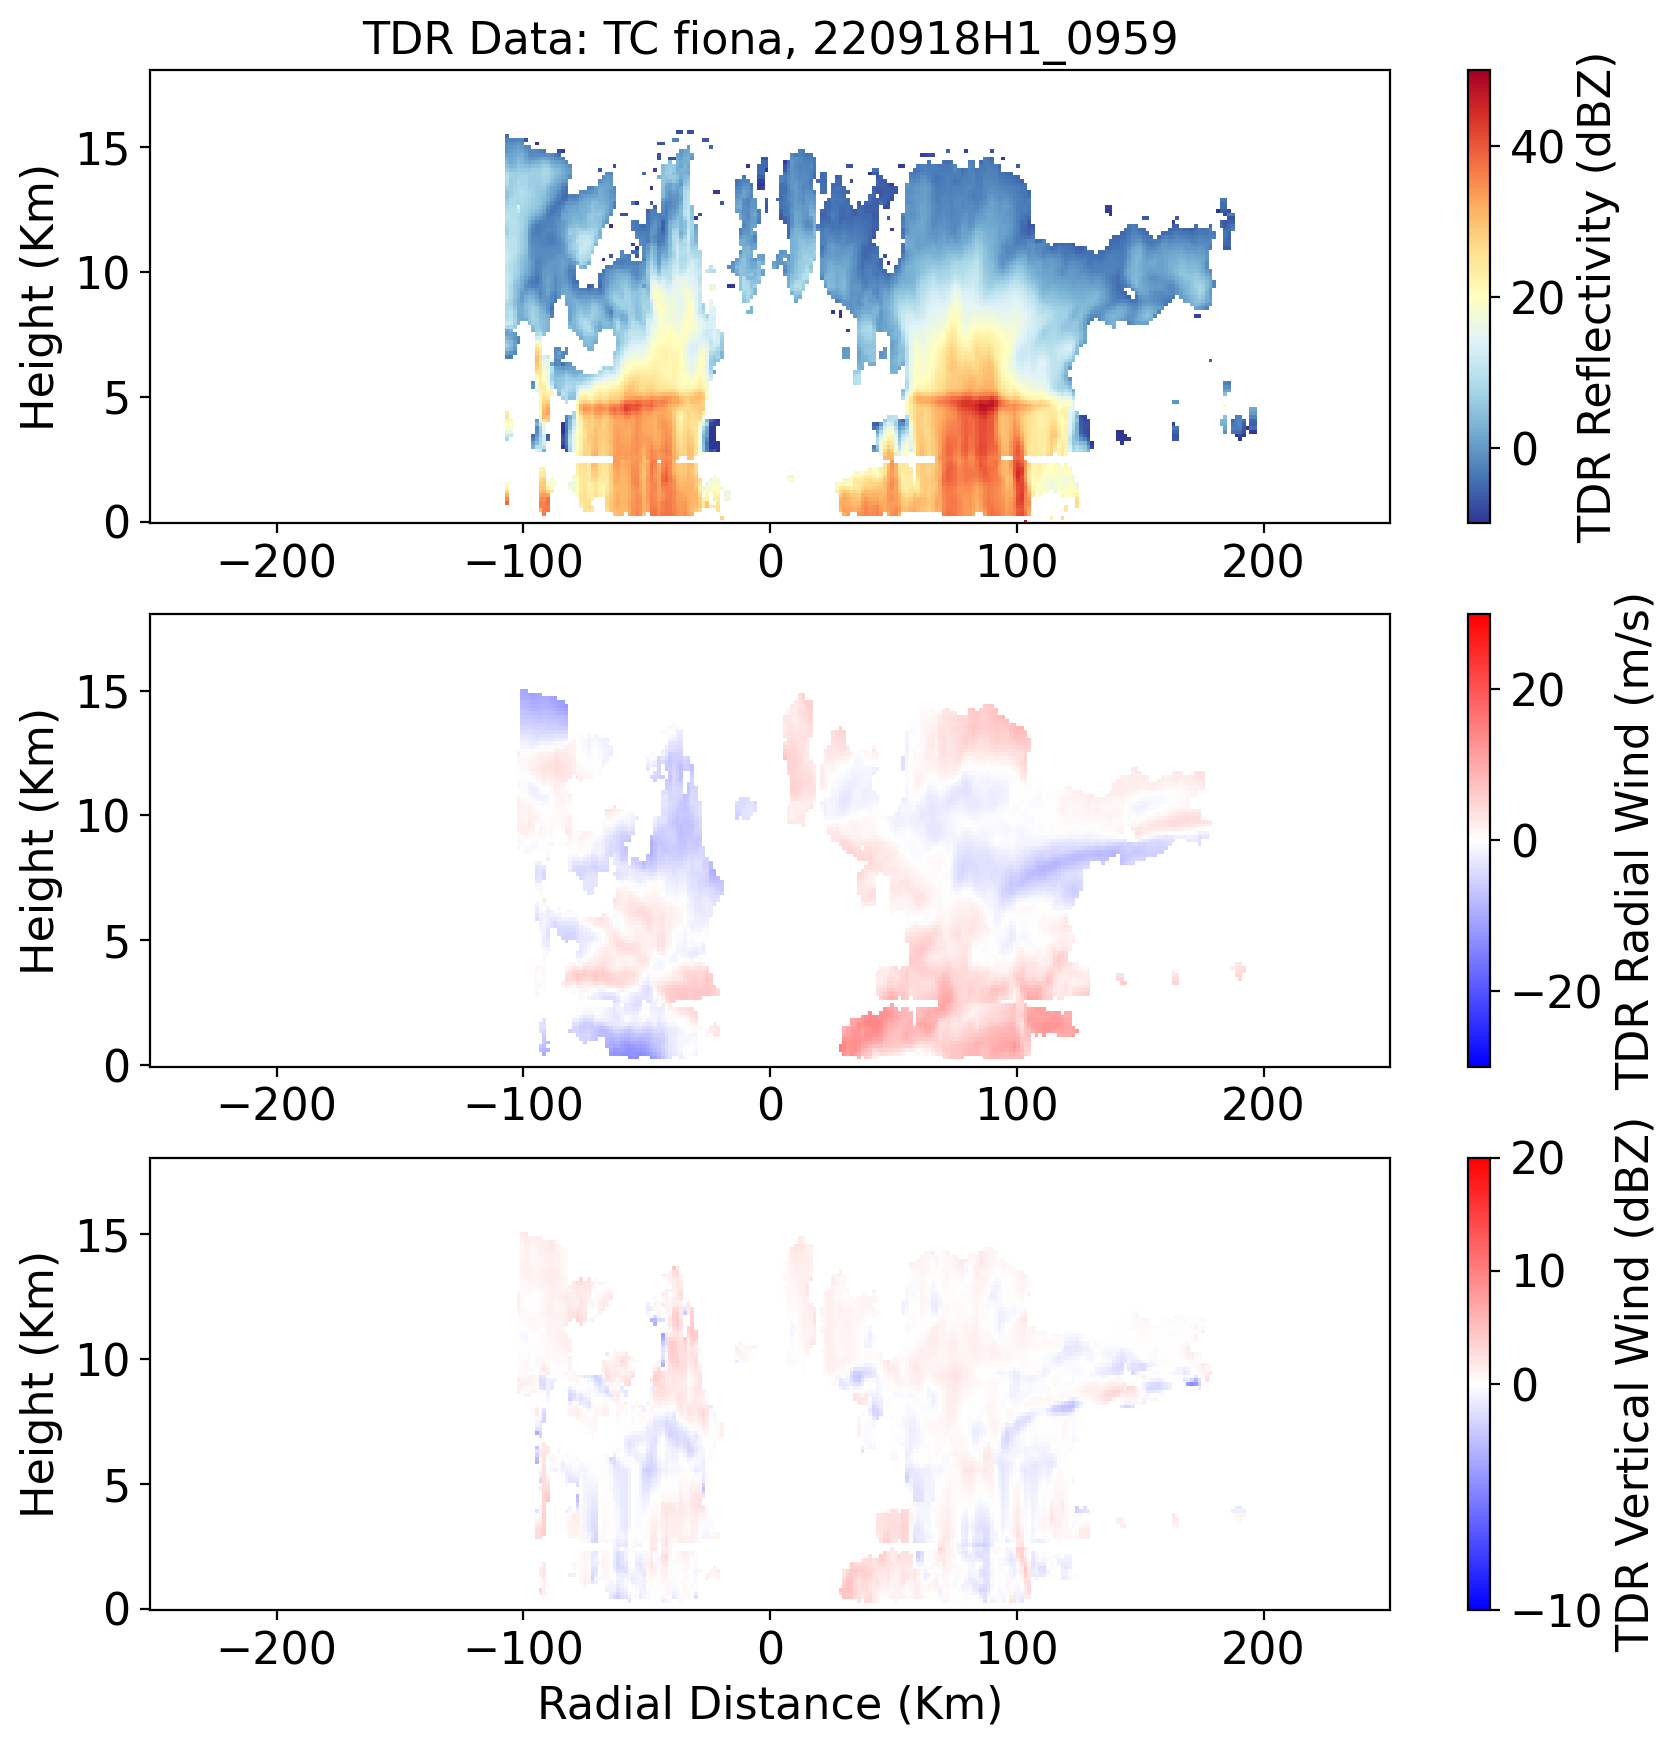 TDR Data: TC fiona, 220918H1_0959
Height (Km)
15
10
5
0
−200 −100 0 100 200
40
20
0
TDR Reflectivity (dBZ)
Height (Km)
15
10
5
0
−200 −100 0 100 200
20
0
−20
TDR Radial Wind (m/s)
Height (Km)
15
10
5
0
−200 −100 0 100 200
Radial Distance (Km)
20
10
0
−10
TDR Vertical Wind (dBZ)